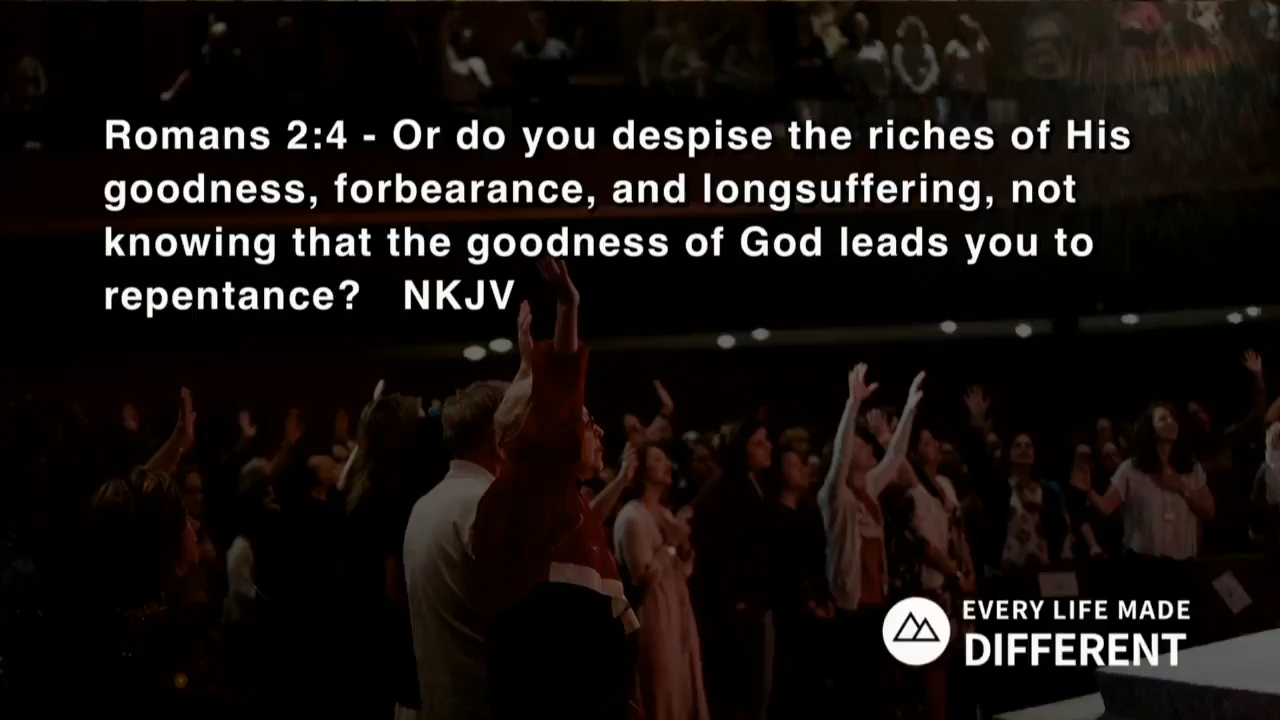 Romans 2:4 - Or do you despise the riches of His
goodness, forbearance, and longsuffering, not
knowing that the goodness of God leads you to
repentance? NKJV
EVERY LIFE MADE
DIFFERENT